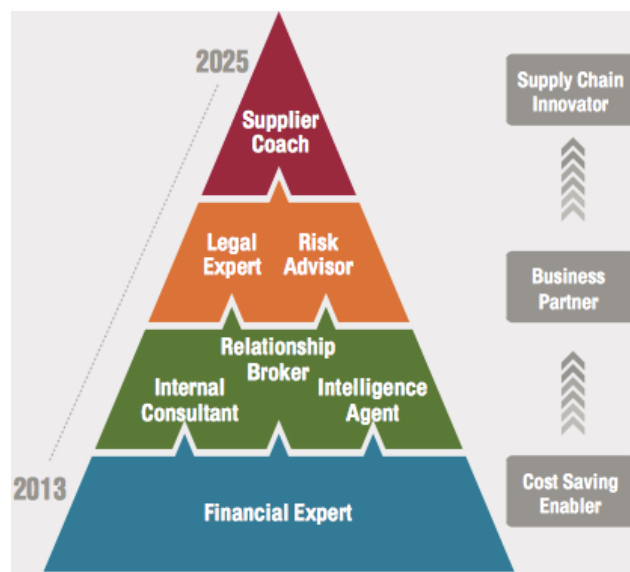 2025
Supplier
Coach
Legal
Expert
Risk
Advisor
Relationship
Broker
Internal
Consultant
Intelligence
Agent
2013
Financial Expert
Supply Chain
Innovator
Business
Partner
Cost Saving
Enabler